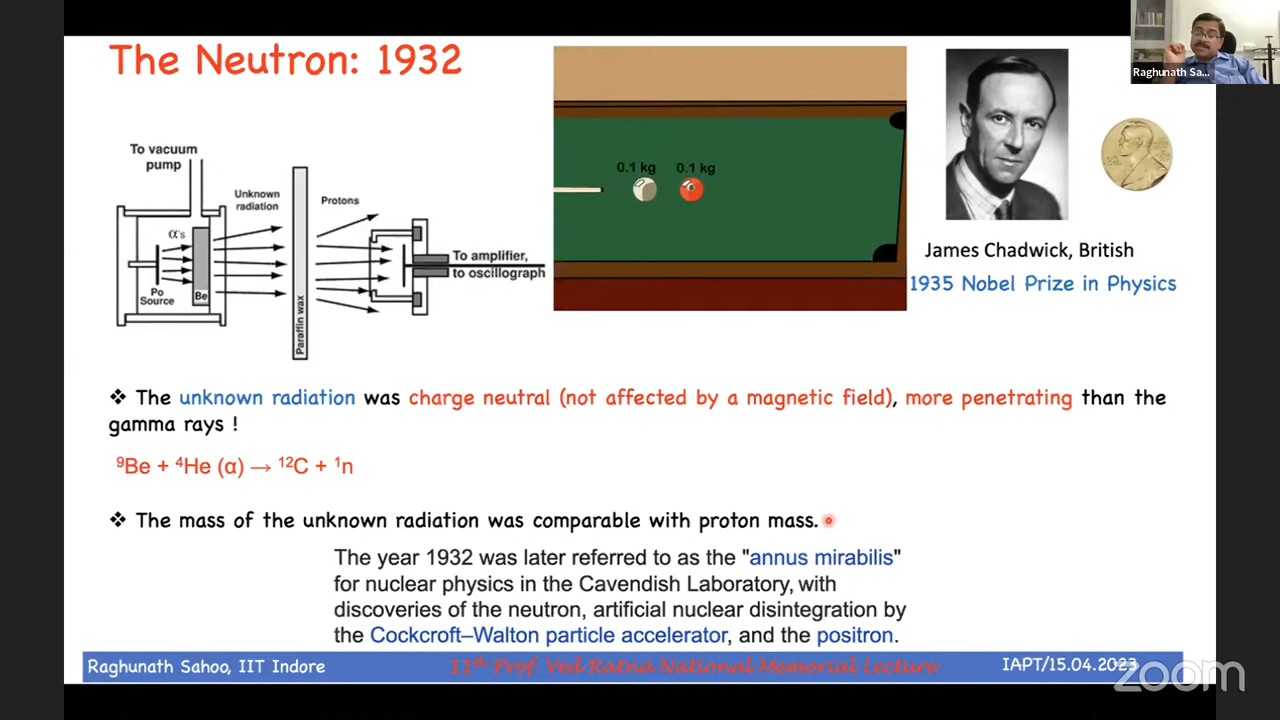 The Neutron: 1932
Raghunath Sa...
To vacuum
pump
Unknown
radiation
Protons
α's
Po
Source
Be
Paraffin wax
To amplifier,
to oscillograph
0.1 kg 0.1 kg
James Chadwick, British
1935 Nobel Prize in Physics
❖ The unknown radiation was charge neutral (not affected by a magnetic field), more penetrating than the
gamma rays !
⁹Be + ⁴He (α) → ¹²C + ¹n
❖ The mass of the unknown radiation was comparable with proton mass.
The year 1932 was later referred to as the "annus mirabilis"
for nuclear physics in the Cavendish Laboratory, with
discoveries of the neutron, artificial nuclear disintegration by
the Cockcroft–Walton particle accelerator, and the positron.
Raghunath Sahoo, IIT Indore 11th Prof. Ved Ratna National Memorial Lecture IAPT/15.04.2023
zoom